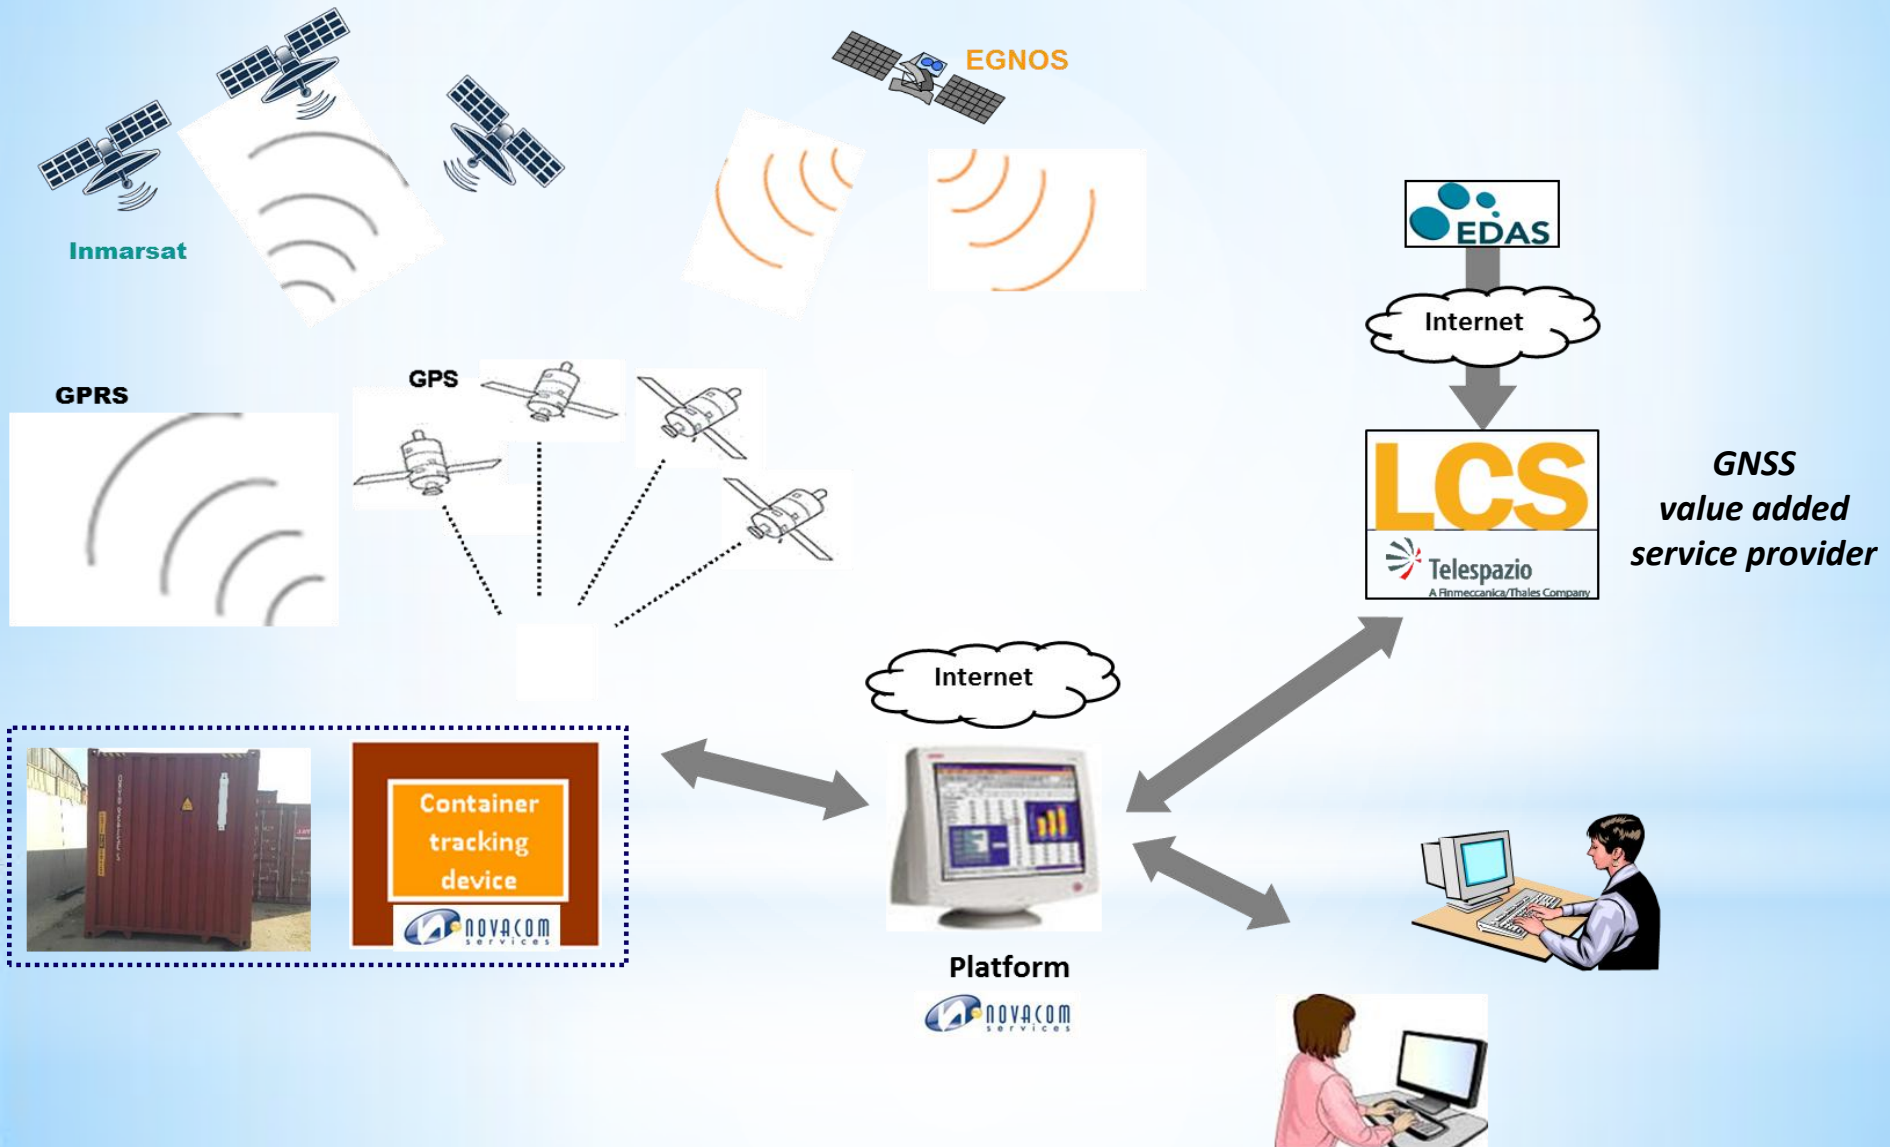 EGNOS
Inmarsat
EDAS
Internet
GPRS
GPS
LCS
Telespazio
A Finmeccanica/Thales Company
GNSS
value added
service provider
Internet
Container
tracking
device
NOVACOM
services
Platform
NOVACOM
services